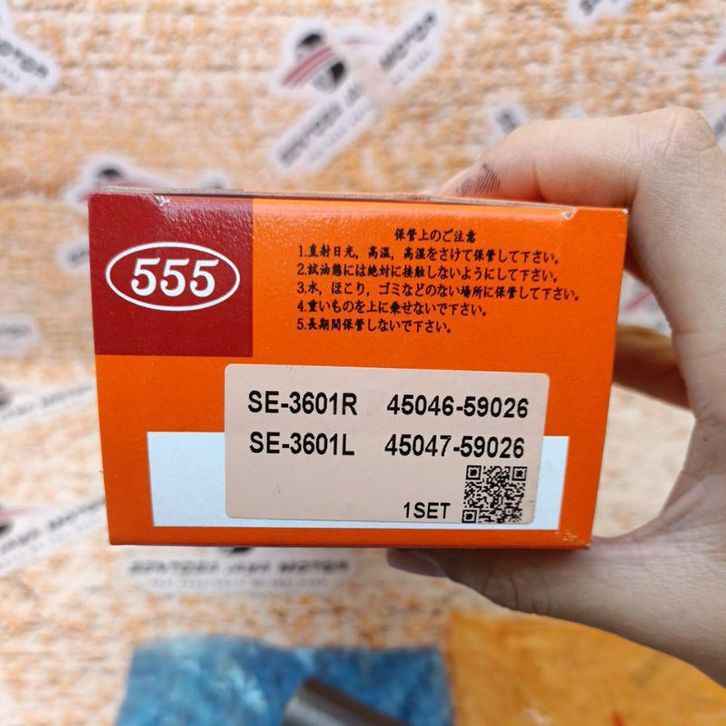 JAYA MOTOR
555
保管上のご注意
1.直射日光，高温，高湿をさけて保管して下さい。
2.には絶対に接触しないようにして下さい。
3.水，ほこり，ゴミなどのない場所に保管して下さい。
4.重いものを上に乗せないで下さい。
5.長期間保管しないで下さい。
SE-3601R 45046-59026
SE-3601L 45047-59026
1SET
SENTOSA JAYA MOTOR